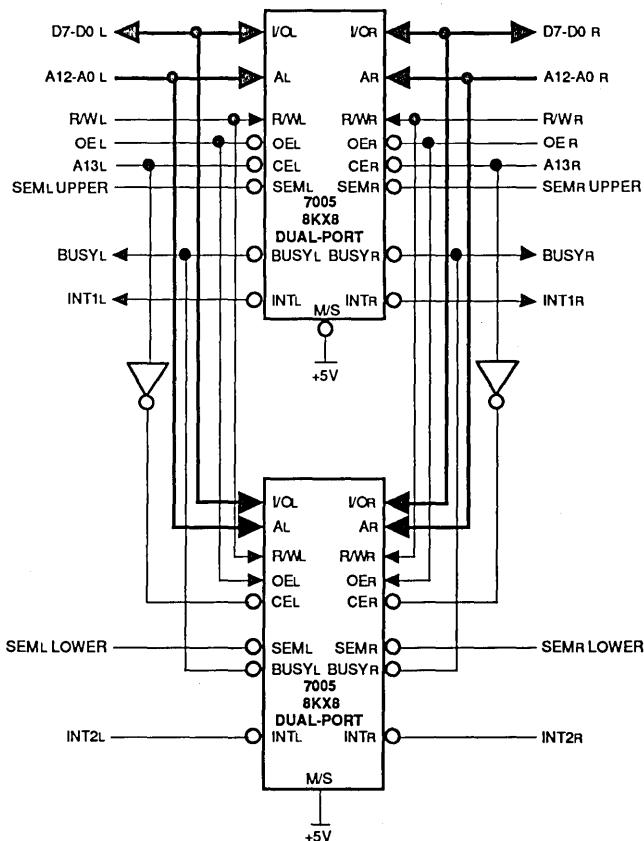 D7-D0 L I/OL I/OR D7-D0 R
A12-A0 L AL AR A12-A0 R
R/WL R/WL R/WR R/WR
OE L OEL OER OE R
A13L CEL CER A13R
SEML UPPER SEML SEMR SEMR UPPER
7005
8KX8
DUAL-PORT
BUSYL BUSYL BUSYR BUSYR
INT1L INTL INTR INT1R
M/S
+5V
I/OL I/OR
AL AR
R/WL R/WR
OEL OER
CEL CER
SEML LOWER SEML SEMR SEMR LOWER
BUSYL BUSYR
7005
8KX8
DUAL-PORT
INT2L INTL INTR INT2R
M/S
+5V